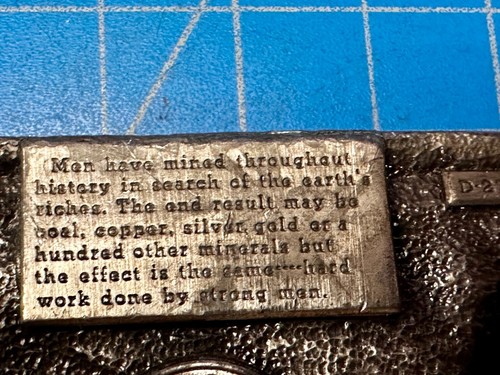 Men have mined throughout
history in search of the earth's
riches. The end result may be
coal, copper, silver, gold or a
hundred other minerals but
the effect is the same----hard
work done by strong men.
D-2